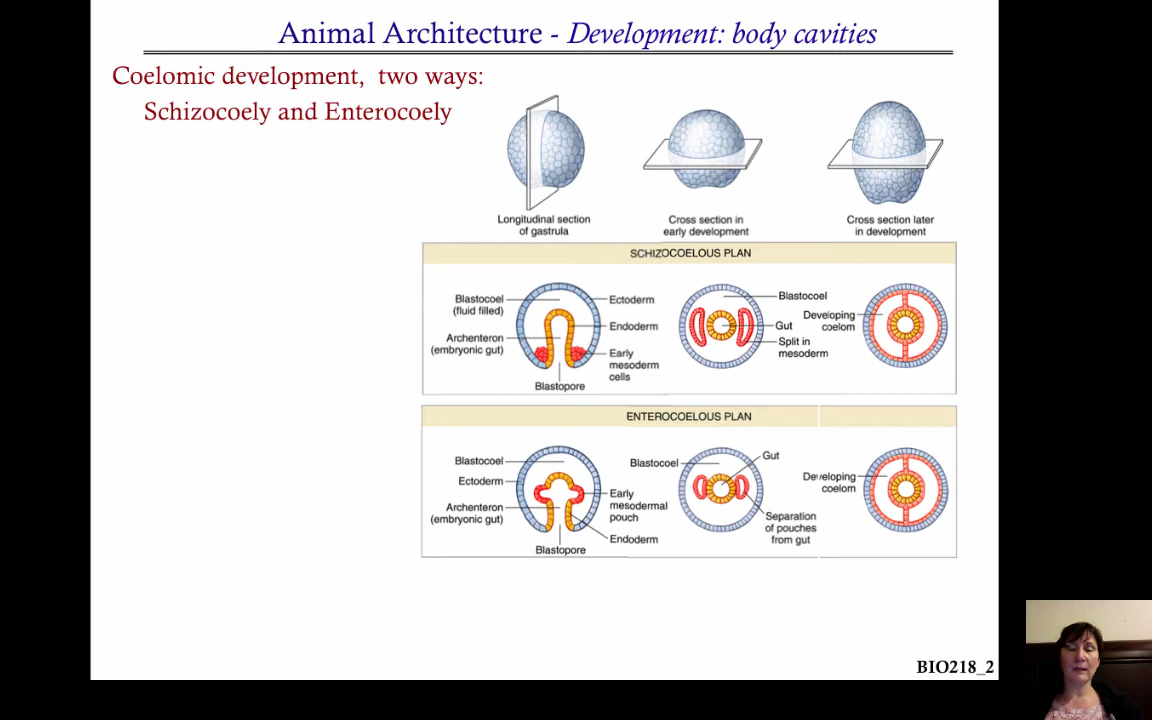 Animal Architecture - Development: body cavities
Coelomic development, two ways:
Schizocoely and Enterocoely
Longitudinal section
of gastrula
Cross section in
early development
Cross section later
in development
SCHIZOCOELOUS PLAN
Blastocoel
(fluid filled)
Archenteron
(embryonic gut)
Blastopore
Ectoderm
Endoderm
Early
mesoderm
cells
Blastocoel
Gut
Split in
mesoderm
Developing
coelom
ENTEROCOELOUS PLAN
Blastocoel
Ectoderm
Archenteron
(embryonic gut)
Blastopore
Early
mesodermal
pouch
Endoderm
Blastocoel
Gut
Separation
of pouches
from gut
Developing
coelom
BIO218_2